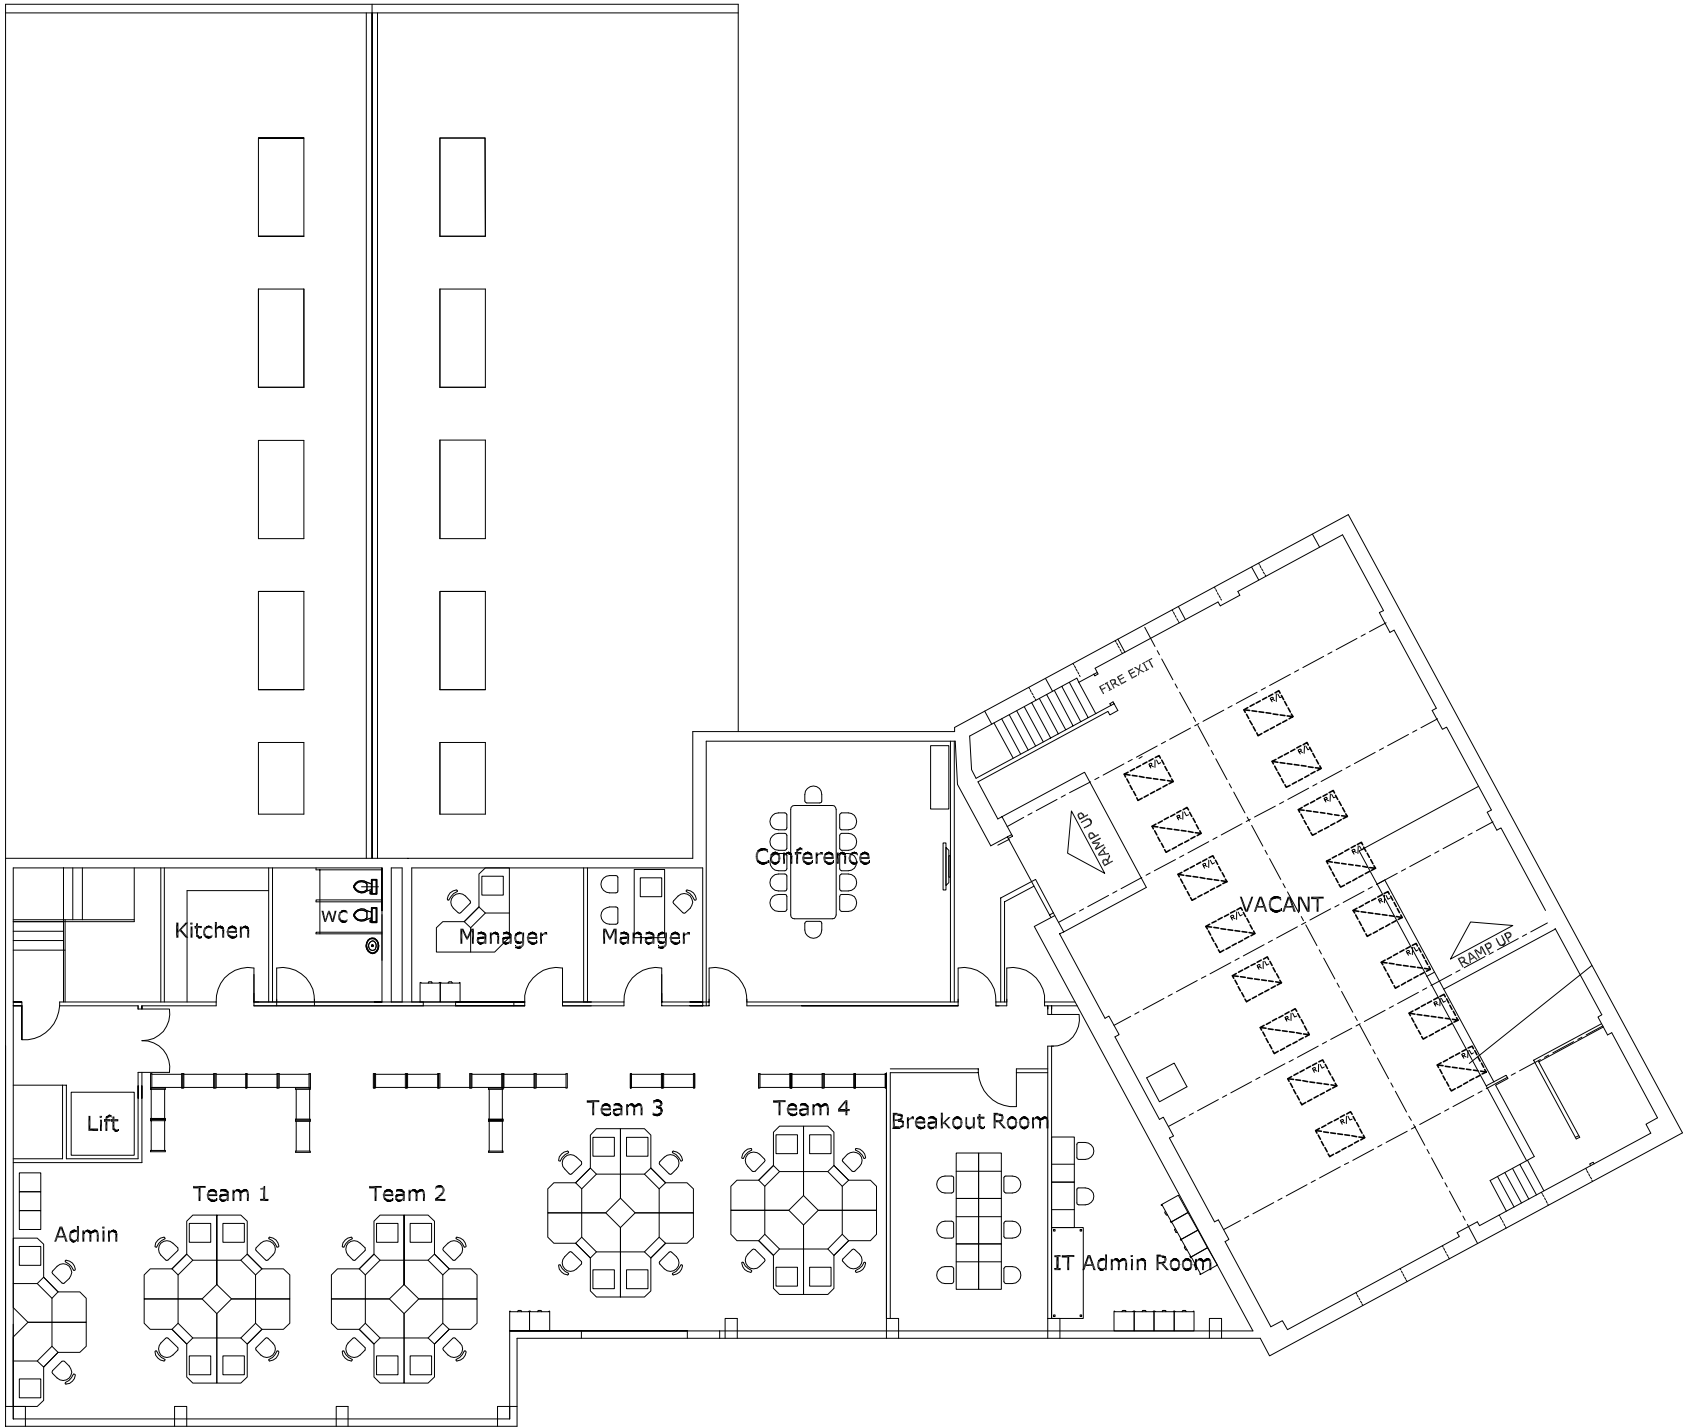 FIRE EXIT
R/L
R/L
R/L
R/L
R/L
RAMP UP
R/L
Conference
R/L
R/L
VACANT
R/L
R/L
WC
Kitchen
Manager
Manager
RAMP UP
R/L
R/L
R/L
R/L
R/L
R/L
R/L
Team 3
Team 4
Lift
Breakout Room
Team 1
Team 2
Admin
IT Admin Room